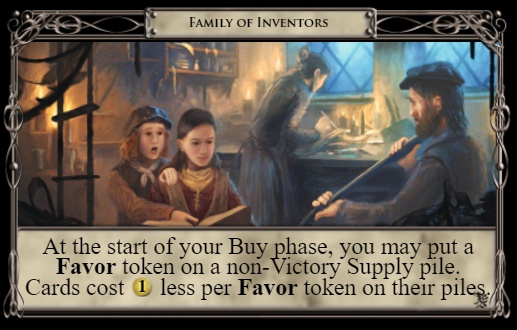 Family of Inventors
At the start of your Buy phase, you may put a
Favor token on a non-Victory Supply pile.
Cards cost 1 less per Favor token on their piles.